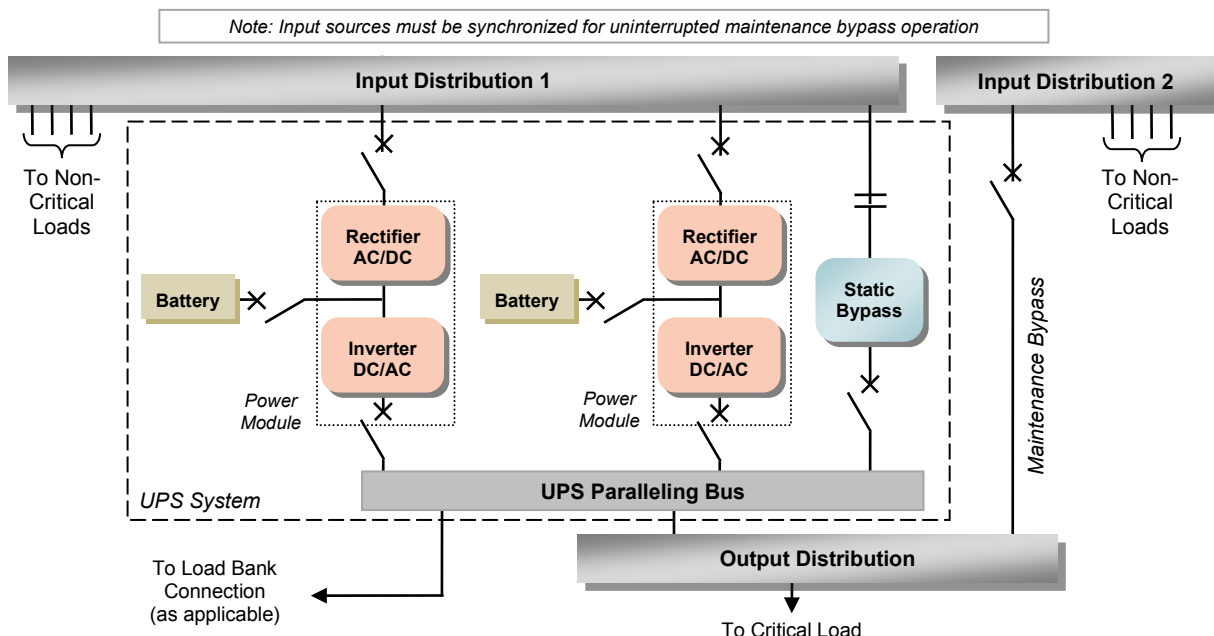 Note: Input sources must be synchronized for uninterrupted maintenance bypass operation
Input Distribution 1
Input Distribution 2
To Non-
Critical
Loads
To Non-
Critical
Loads
Rectifier
AC/DC
Rectifier
AC/DC
Battery
Battery
Static
Bypass
Inverter
DC/AC
Inverter
DC/AC
Power
Module
Power
Module
Maintenance Bypass
UPS Paralleling Bus
UPS System
Output Distribution
To Load Bank
Connection
(as applicable)
To Critical Load